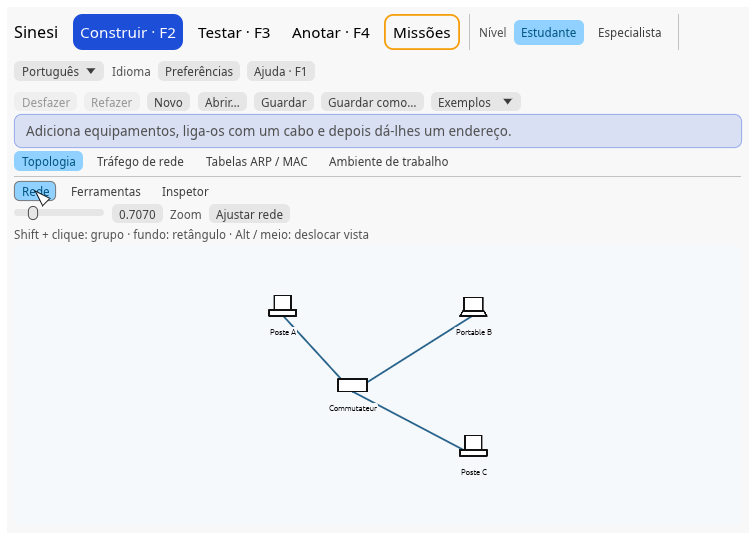 Sinesi Construir · F2 Testar · F3 Anotar · F4 Missões Nível Estudante Especialista
Português Idioma Preferências Ajuda · F1
Desfazer Refazer Novo Abrir... Guardar Guardar como... Exemplos
Adiciona equipamentos, liga-os com um cabo e depois dá-lhes um endereço.
Topologia Tráfego de rede Tabelas ARP / MAC Ambiente de trabalho
Rede Ferramentas Inspetor
0.7070 Zoom Ajustar rede
Shift + clique: grupo · fundo: retângulo · Alt / meio: deslocar vista
Poste A Portable B
Commutateur
Poste C